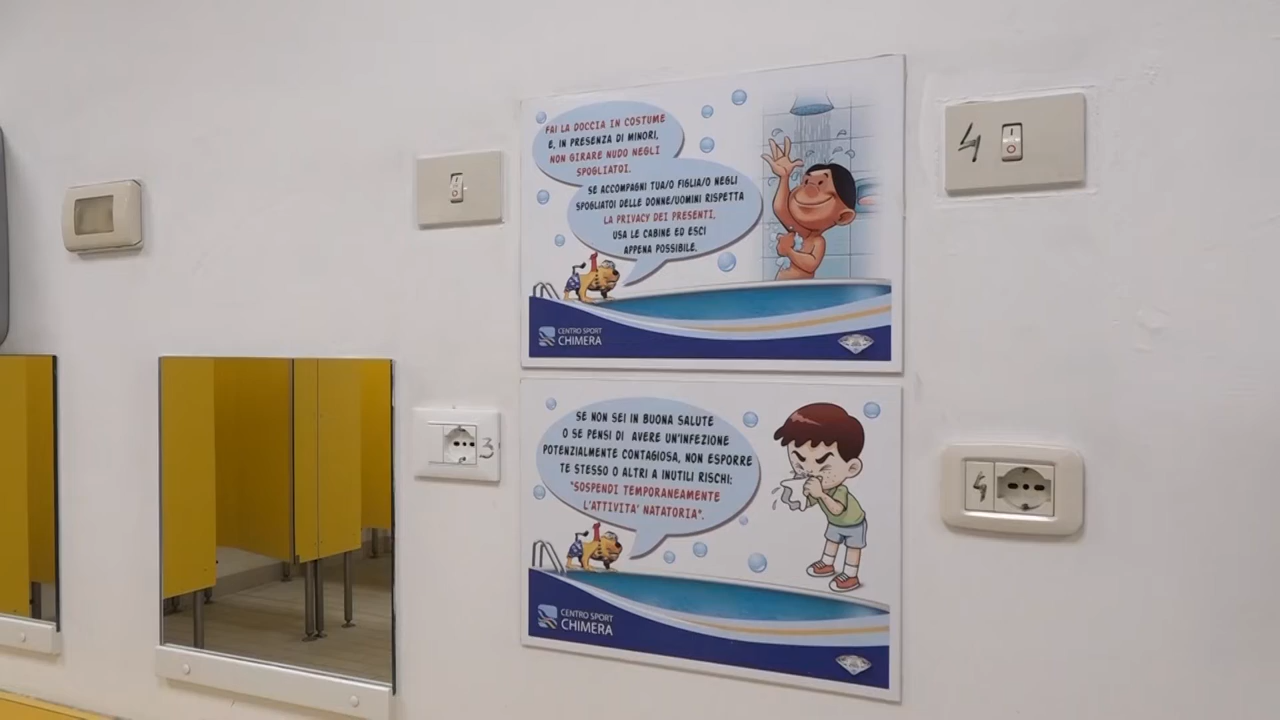 FAI LA DOCCIA IN COSTUME
E, IN PRESENZA DI MINORI,
NON GIRARE NUDO NEGLI
SPOGLIATOI.
SE ACCOMPAGNI TUA/O FIGLIA/O NEGLI
SPOGLIATOI DELLE DONNE/UOMINI RISPETTA
LA PRIVACY DEI PRESENTI,
USA LE CABINE ED ESCI
APPENA POSSIBILE.
CENTRO SPORT
CHIMERA
4
SE NON SEI IN BUONA SALUTE
O SE PENSI DI AVERE UN'INFEZIONE
POTENZIALMENTE CONTAGIOSA, NON ESPORRE
TE STESSO O ALTRI A INUTILI RISCHI:
"SOSPENDI TEMPORANEAMENTE
L'ATTIVITA' NATATORIA".
CENTRO SPORT
CHIMERA
3
4